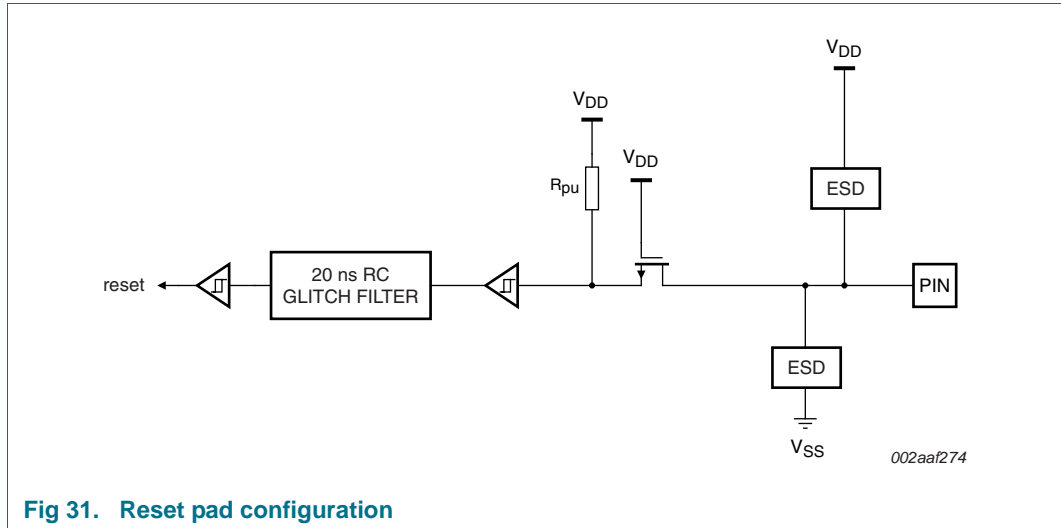 VDD
VDD
VDD
Rpu
ESD
reset
20 ns RC
GLITCH FILTER
PIN
ESD
VSS
002aaf274
Fig 31. Reset pad configuration